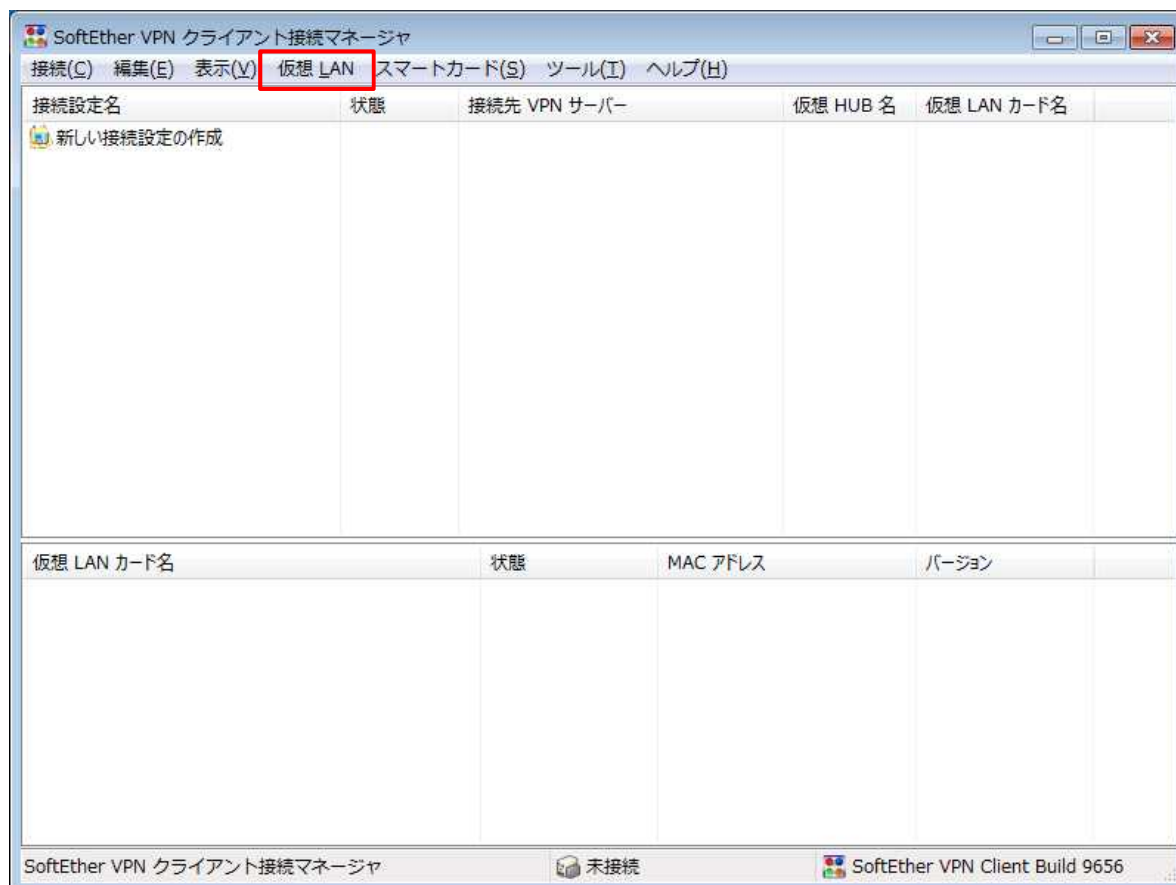 SoftEther VPN クライアント接続マネージャ
接続(C) 編集(E) 表示(V) 仮想 LAN スマートカード(S) ツール(T) ヘルプ(H)
接続設定名 状態 接続先 VPN サーバー 仮想 HUB 名 仮想 LAN カード名
新しい接続設定の作成
仮想 LAN カード名 状態 MAC アドレス バージョン
SoftEther VPN クライアント接続マネージャ 未接続 SoftEther VPN Client Build 9656